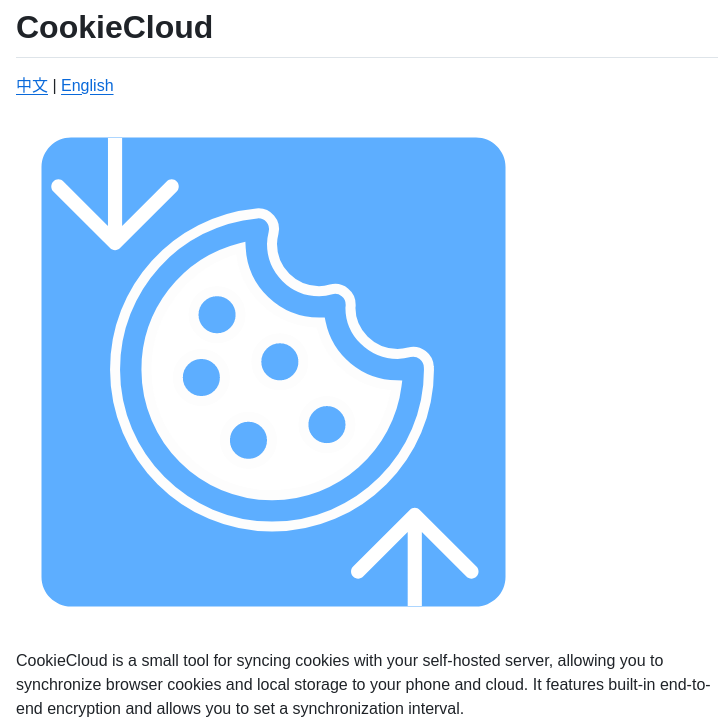 CookieCloud
中文 | English
CookieCloud is a small tool for syncing cookies with your self-hosted server, allowing you to
synchronize browser cookies and local storage to your phone and cloud. It features built-in end-to-
end encryption and allows you to set a synchronization interval.